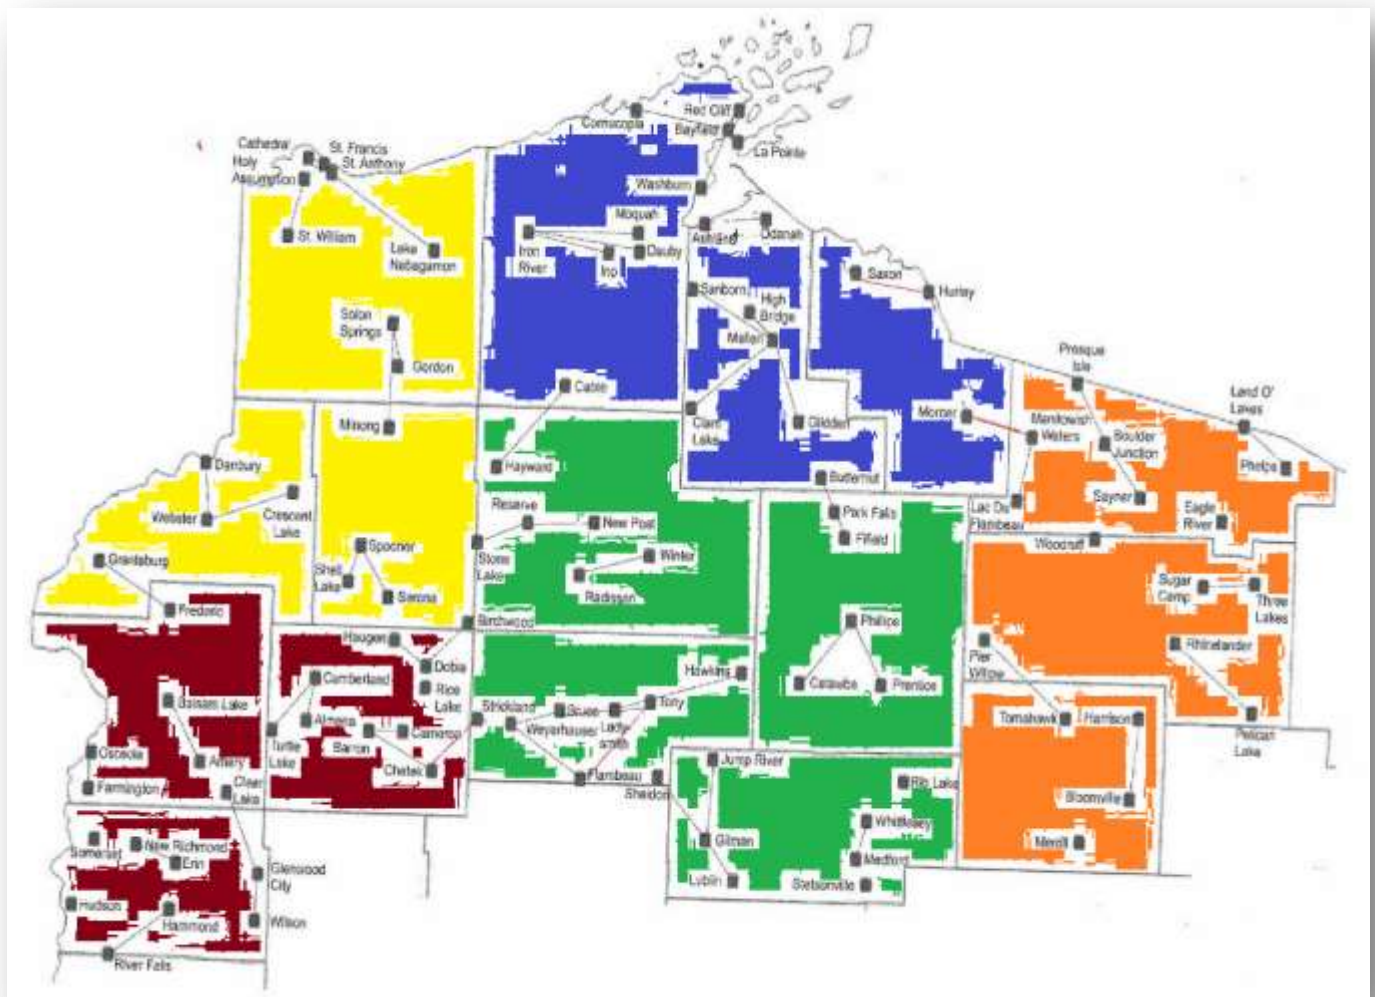 Cornucopia
Red Cliff
Bayfield
La Pointe
Cathedral
St. Francis
Holy
St. Anthony
Assumption
Washburn
St. William
Lake
Nebagamon
Moquah
Iron
River
Ino
Dauby
Ashland
Odanah
Sanborn
High
Bridge
Mellen
Saxon
Hurley
Solon
Springs
Gordon
Cable
Clam
Lake
Glidden
Mercer
Presque
Isle
Manitowish
Waters
Boulder
Junction
Land O'
Lakes
Phelps
Minong
Danbury
Webster
Crescent
Lake
Hayward
Butternut
Lac Du
Flambeau
Sayner
Eagle
River
Reserve
New Post
Park Falls
Fifield
Woodruff
Grantsburg
Spooner
Shell
Lake
Sarona
Stone
Lake
Winter
Radisson
Sugar
Camp
Three
Lakes
Frederic
Birchwood
Phillips
Rhinelander
Haugen
Dobie
Pier
Willow
Cumberland
Rice
Lake
Hawkins
Catawba
Prentice
Balsam Lake
Almena
Cameron
Barron
Strickland
Bruce
Weyerhauser
Lady-
smith
Tony
Tomahawk
Harrison
Pelican
Lake
Osceola
Amery
Turtle
Lake
Chetek
Flambeau
Sheldon
Jump River
Rib Lake
Farmington
Clear
Lake
Bloomville
Somerset
New Richmond
Erin
Gilman
Whittlesey
Merrill
Glenwood
City
Medford
Lublin
Stetsonville
Hudson
Hammond
Wilson
River Falls